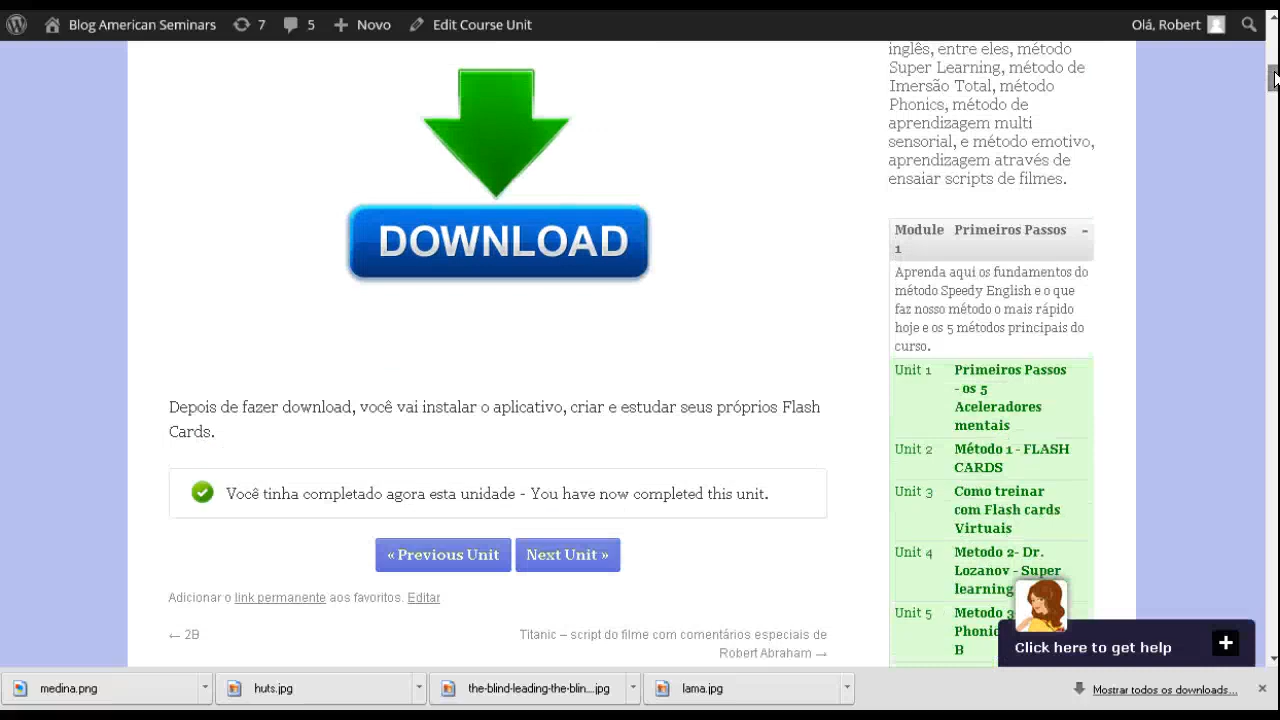 Blog American Seminars 7 5 Novo Edit Course Unit Olá, Robert
DOWNLOAD
Depois de fazer download, você vai instalar o aplicativo, criar e estudar seus próprios Flash
Cards.
Você tinha completado agora esta unidade - You have now completed this unit.
« Previous Unit Next Unit »
Adicionar o link permanente aos favoritos. Editar
← 2B
Titanic – script do filme com comentários especiais de
Robert Abraham →
inglês, entre eles, método
Super Learning, método de
Imersão Total, método
Phonics, método de
aprendizagem multi
sensorial, e método emotivo,
aprendizagem através de
ensaiar scripts de filmes.
Module Primeiros Passos -
1
Aprenda aqui os fundamentos do
método Speedy English e o que
faz nosso método o mais rápido
hoje e os 5 métodos principais do
curso.
Unit 1 Primeiros Passos
- os 5
Aceleradores
mentais
Unit 2 Método 1 - FLASH
CARDS
Unit 3 Como treinar
com Flash cards
Virtuais
Unit 4 Metodo 2- Dr.
Lozanov - Super
learning
Unit 5 Metodo 3
Phonic
B
Click here to get help +
medina.png huts.jpg the-blind-leading-the-blin....jpg lama.jpg Mostrar todos os downloads...